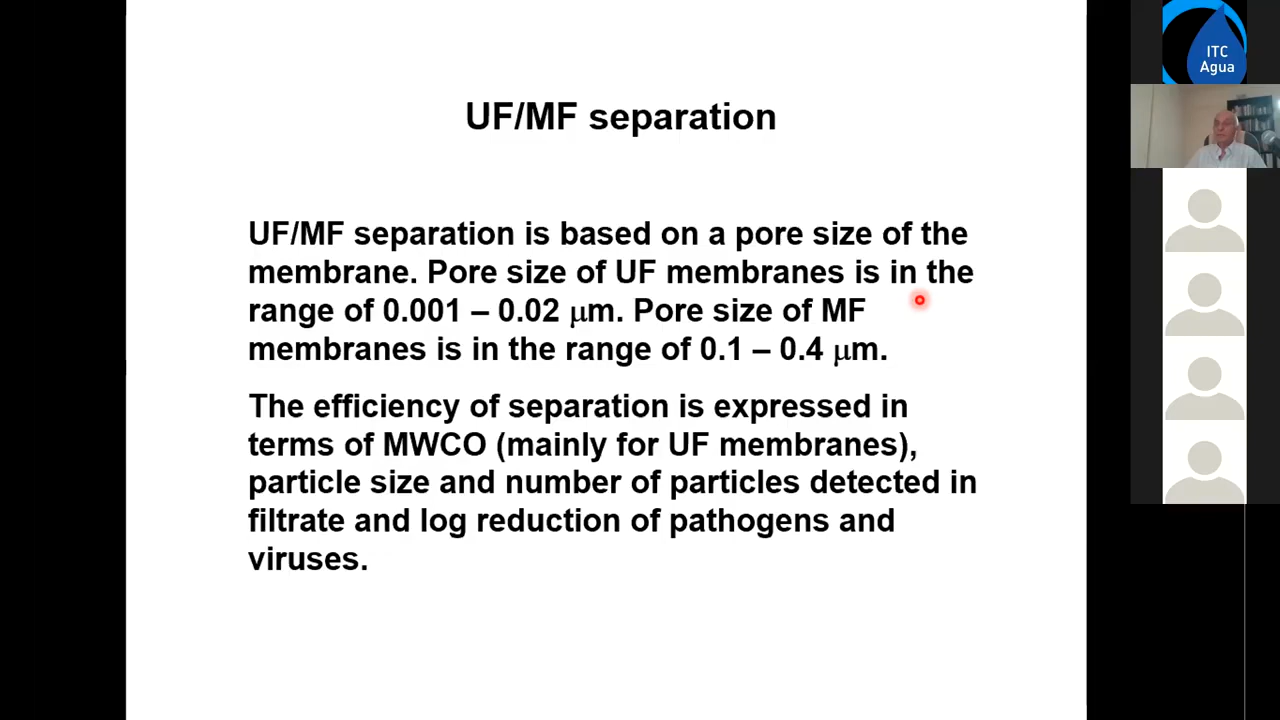 UF/MF separation
UF/MF separation is based on a pore size of the
membrane. Pore size of UF membranes is in the
range of 0.001 – 0.02 μm. Pore size of MF
membranes is in the range of 0.1 – 0.4 μm.
The efficiency of separation is expressed in
terms of MWCO (mainly for UF membranes),
particle size and number of particles detected in
filtrate and log reduction of pathogens and
viruses.
ITC
Agua